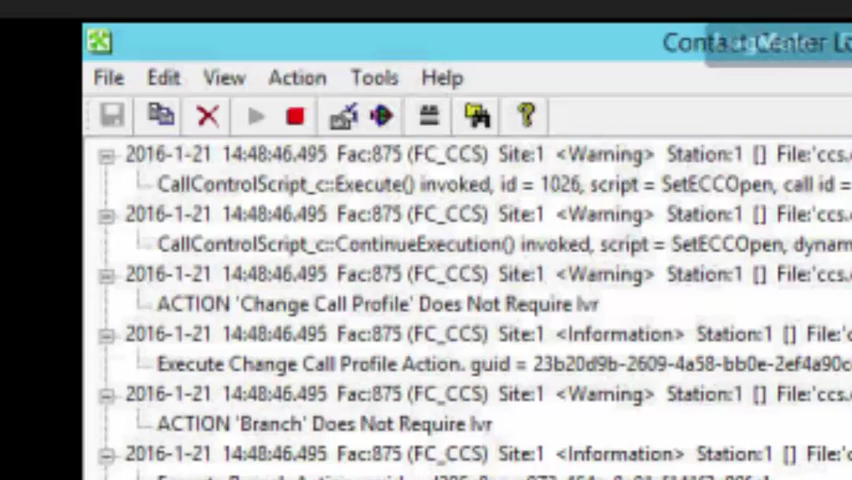 Contact Center Lo
File Edit View Action Tools Help
2016-1-21 14:48:46.495 Fac:875 (FC_CCS) Site:1 <Warning> Station:1 [] File:'ccs.
CallControlScript_c::Execute() invoked, id = 1026, script = SetECCOpen, call id =
2016-1-21 14:48:46.495 Fac:875 (FC_CCS) Site:1 <Warning> Station:1 [] File:'ccs.
CallControlScript_c::ContinueExecution() invoked, script = SetECCOpen, dynam
2016-1-21 14:48:46.495 Fac:875 (FC_CCS) Site:1 <Warning> Station:1 [] File:'ccs.
ACTION 'Change Call Profile' Does Not Require Ivr
2016-1-21 14:48:46.495 Fac:875 (FC_CCS) Site:1 <Information> Station:1 [] File:'
Execute Change Call Profile Action. guid = 23b20d9b-2609-4a58-bb0e-2ef4a90c
2016-1-21 14:48:46.495 Fac:875 (FC_CCS) Site:1 <Warning> Station:1 [] File:'ccs.
ACTION 'Branch' Does Not Require Ivr
2016-1-21 14:48:46.495 Fac:875 (FC_CCS) Site:1 <Information> Station:1 [] File:'